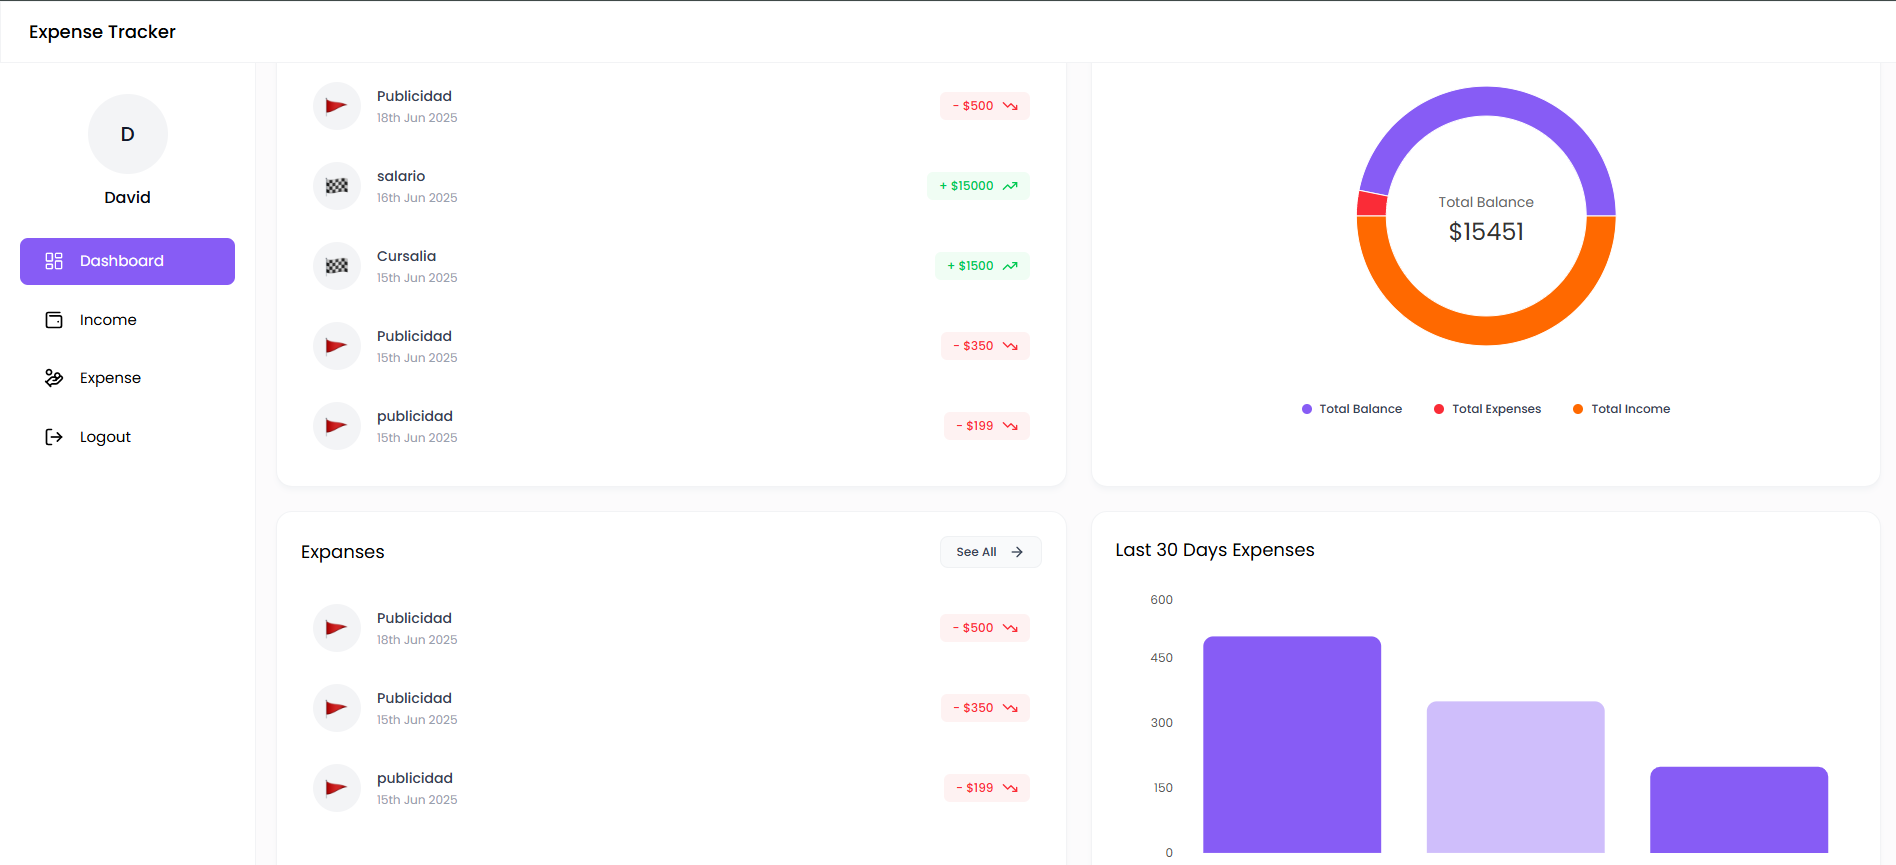 Expense Tracker
D
David
Dashboard
Income
Expense
Logout
Publicidad
18th Jun 2025
- $500
salario
16th Jun 2025
+ $15000
Cursalia
15th Jun 2025
+ $1500
Publicidad
15th Jun 2025
- $350
publicidad
15th Jun 2025
- $199
Total Balance
$15451
Total Balance
Total Expenses
Total Income
Expanses
See All
Publicidad
18th Jun 2025
- $500
Publicidad
15th Jun 2025
- $350
publicidad
15th Jun 2025
- $199
Last 30 Days Expenses
600
450
300
150
0